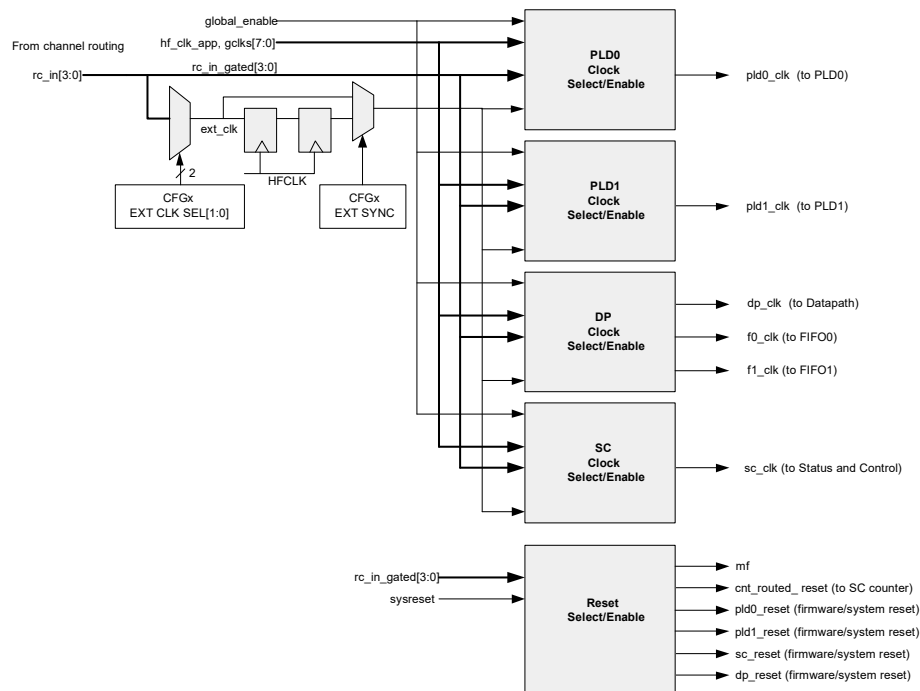 global_enable
hf_clk_app, gclks[7:0]
From channel routing
rc_in[3:0]
rc_in_gated[3:0]
ext_clk
2
HFCLK
CFGx
EXT CLK SEL[1:0]
CFGx
EXT SYNC
PLD0
Clock
Select/Enable
pld0_clk (to PLD0)
PLD1
Clock
Select/Enable
pld1_clk (to PLD1)
DP
Clock
Select/Enable
dp_clk (to Datapath)
f0_clk (to FIFO0)
f1_clk (to FIFO1)
SC
Clock
Select/Enable
sc_clk (to Status and Control)
rc_in_gated[3:0]
sysreset
Reset
Select/Enable
mf
cnt_routed_ reset (to SC counter)
pld0_reset (firmware/system reset)
pld1_reset (firmware/system reset)
sc_reset (firmware/system reset)
dp_reset (firmware/system reset)